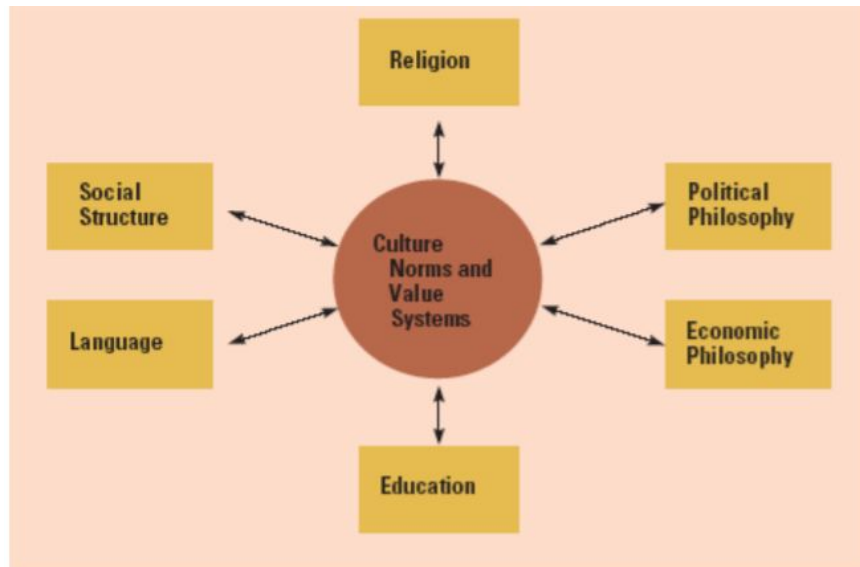 Religion
Social
Structure
Political
Philosophy
Culture
Norms and
Value
Systems
Language
Economic
Philosophy
Education